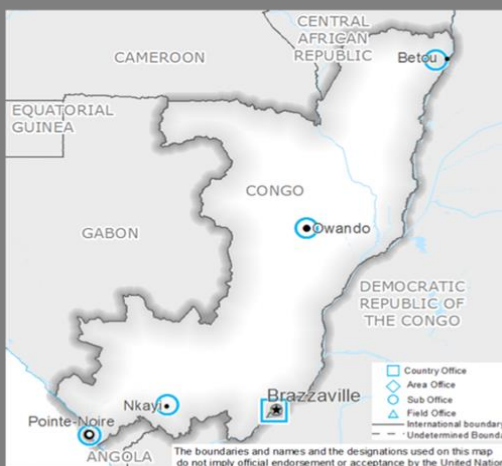 CENTRAL
AFRICAN
REPUBLIC
CAMEROON
Betou
EQUATORIAL
GUINEA
CONGO
GABON
Owando
DEMOCRATIC
REPUBLIC OF
THE CONGO
Country Office
Area Office
Sub Office
Field Office
International boundary
Undetermined Bound
Brazzaville
Nkayi
Pointe-Noire
ANGOLA
The boundaries and names and the designations used on this map
do not imply official endorsement or acceptance by the United Nation